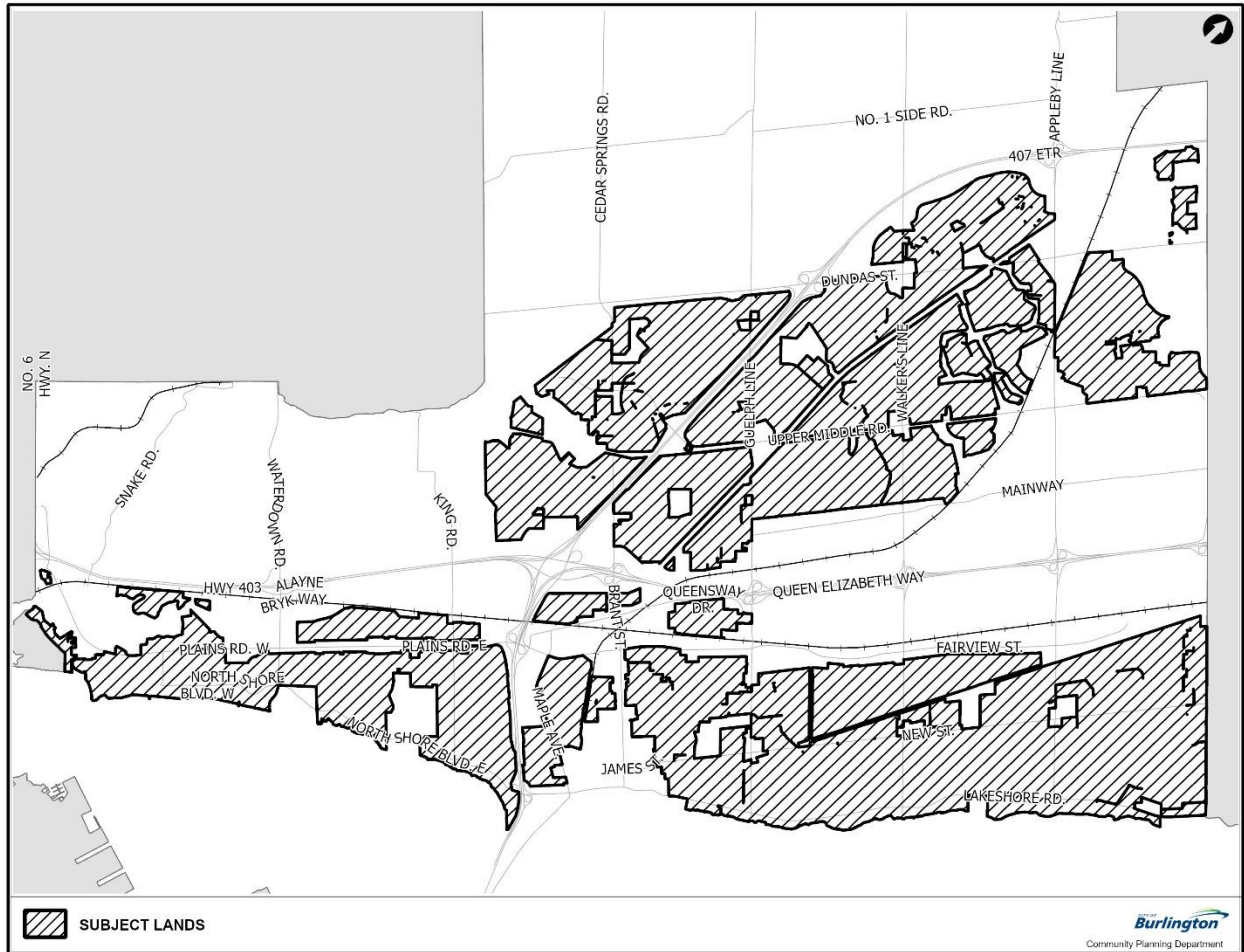 NO. 1 SIDE RD.
APPLEBY LINE
CEDAR SPRINGS RD.
407 ETR
DUNDAS ST.
NO. 6
HWY. N
GUELPH LINE
WALKER'S LINE
UPPER MIDDLE RD.
SNAKE RD.
WATERDOWN RD.
KING RD.
MAINWAY
HWY 403
ALAYNE
BRYK WAY
BRANT ST.
QUEENSWAY
DR.
QUEEN ELIZABETH WAY
PLAINS RD. W
PLAINS RD. E
FAIRVIEW ST.
NORTH SHORE
BLVD. W
MAPLE AVE.
NORTH SHORE BLVD. E
NEW ST.
JAMES ST.
LAKESHORE RD.
SUBJECT LANDS
CITY OF
Burlington
Community Planning Department